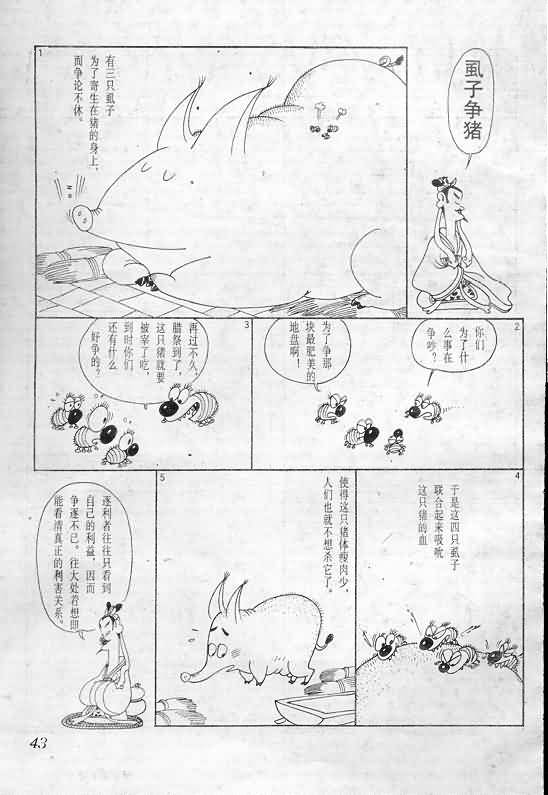 虱子争猪
1
有三只虱子
为了寄生在猪的身上，
而争论不休。
2
你们
为了什
么事在
争吵？
为了争那
块最肥美的
地盘啊！
3
再过不久，
腊祭到了，
这只猪就要
被宰了吃，
到时你们
还有什么
好争的？
4
于是这四只虱子
联合起来吸吮
这只猪的血
5
使得这只猪体瘦肉少，
人们也就不想杀它了。
逐利者往往只看到
自己的利益，因而
争逐不已。往大处着想即
能看清真正的利害关系。
43